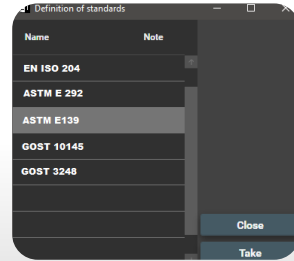 Definition of standards
Name Note
EN ISO 204
ASTM E 292
ASTM E139
GOST 10145
GOST 3248
Close
Take